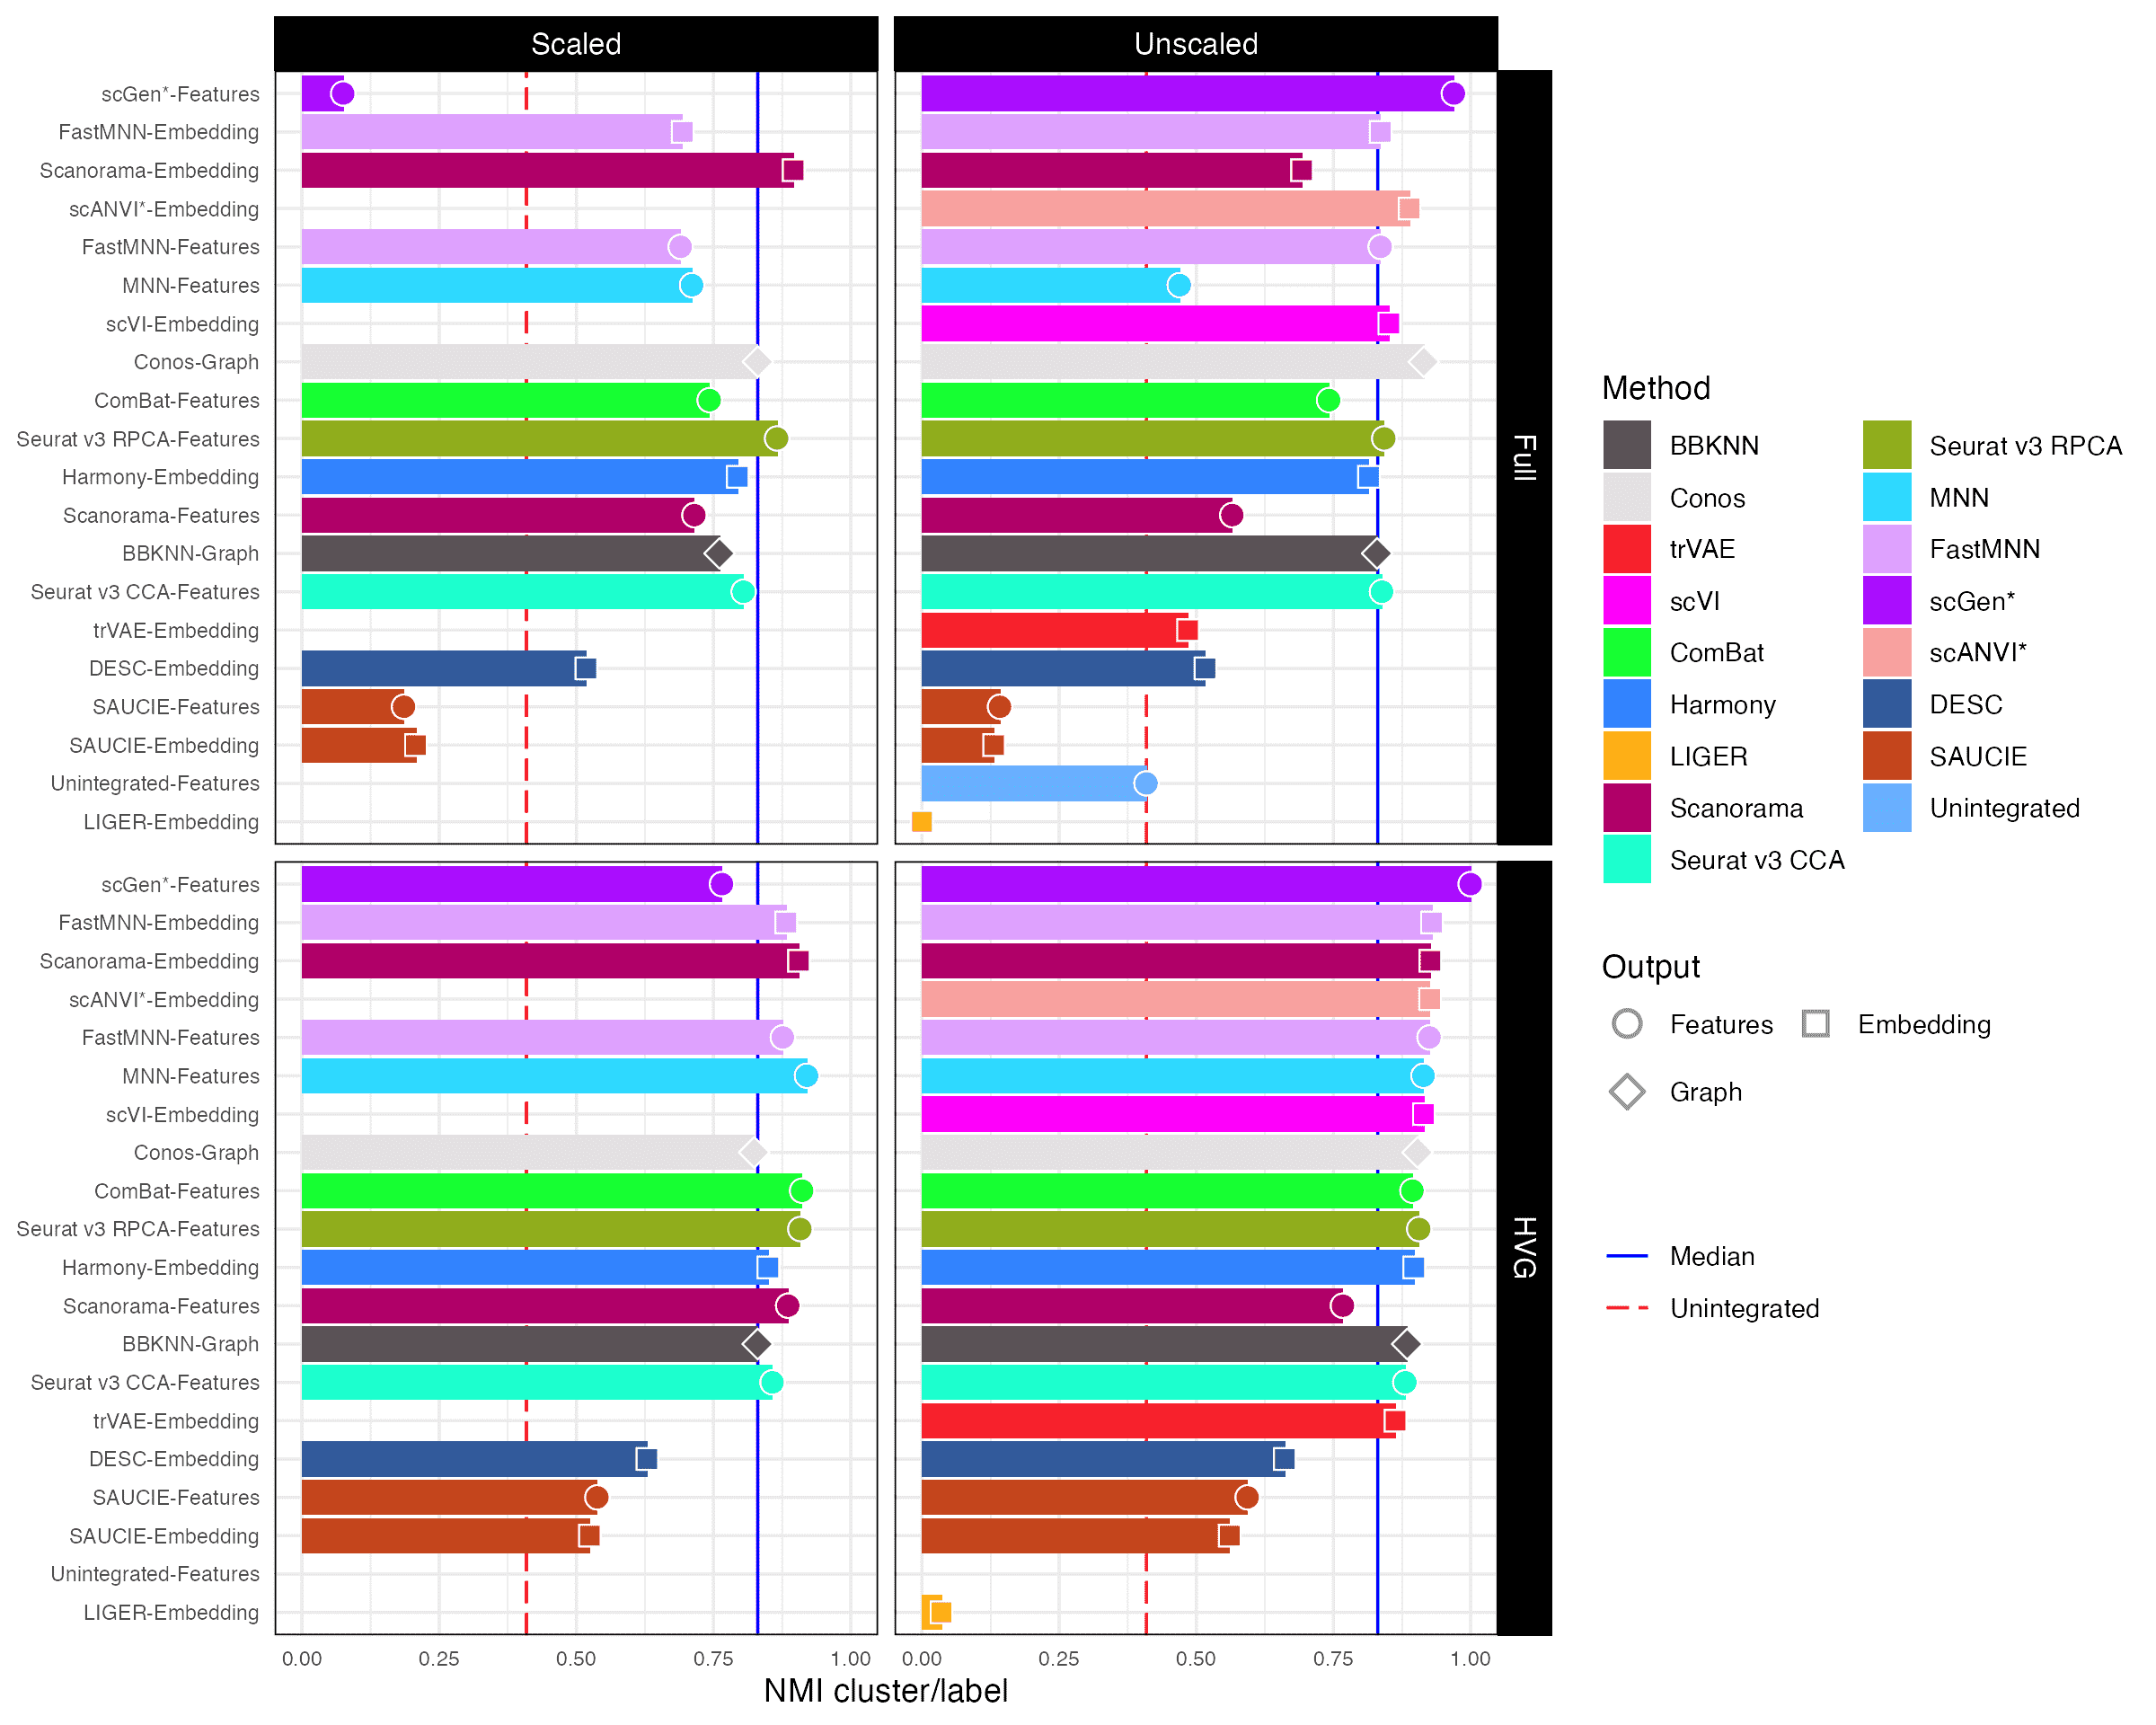 Scaled
Unscaled
scGen*-Features
FastMNN-Embedding
Scanorama-Embedding
scANVI*-Embedding
FastMNN-Features
MNN-Features
scVI-Embedding
Conos-Graph
ComBat-Features
Seurat v3 RPCA-Features
Harmony-Embedding
Scanorama-Features
BBKNN-Graph
Seurat v3 CCA-Features
trVAE-Embedding
DESC-Embedding
SAUCIE-Features
SAUCIE-Embedding
Unintegrated-Features
LIGER-Embedding
Full
scGen*-Features
FastMNN-Embedding
Scanorama-Embedding
scANVI*-Embedding
FastMNN-Features
MNN-Features
scVI-Embedding
Conos-Graph
ComBat-Features
Seurat v3 RPCA-Features
Harmony-Embedding
Scanorama-Features
BBKNN-Graph
Seurat v3 CCA-Features
trVAE-Embedding
DESC-Embedding
SAUCIE-Features
SAUCIE-Embedding
Unintegrated-Features
LIGER-Embedding
HVG
0.00 0.25 0.50 0.75 1.00
0.00 0.25 0.50 0.75 1.00
NMI cluster/label
Method
BBKNN
Conos
trVAE
scVI
ComBat
Harmony
LIGER
Scanorama
Seurat v3 CCA
Seurat v3 RPCA
MNN
FastMNN
scGen*
scANVI*
DESC
SAUCIE
Unintegrated
Output
Features
Embedding
Graph
Median
Unintegrated